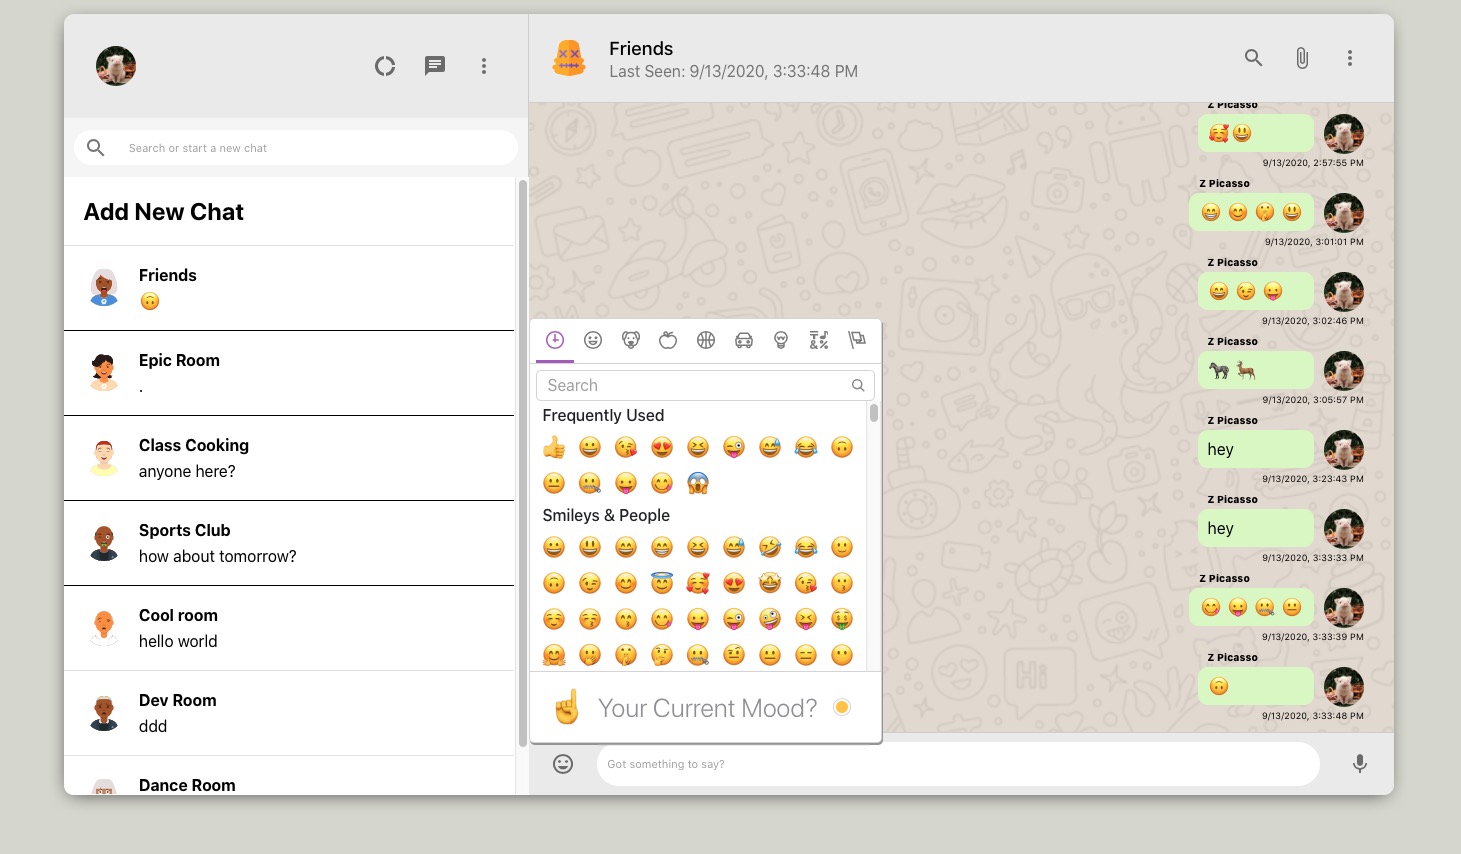 Search or start a new chat
Add New Chat
Friends
🙃
Epic Room
.
Class Cooking
anyone here?
Sports Club
how about tomorrow?
Cool room
hello world
Dev Room
ddd
Dance Room
Friends
Last Seen: 9/13/2020, 3:33:48 PM
Z Picasso
🥰😃
9/13/2020, 2:57:55 PM
Z Picasso
😁😊🤫😃
9/13/2020, 3:01:01 PM
Z Picasso
😄😉😛
9/13/2020, 3:02:46 PM
Z Picasso
🦓🦌
9/13/2020, 3:05:57 PM
Z Picasso
hey
9/13/2020, 3:23:43 PM
Z Picasso
hey
9/13/2020, 3:33:33 PM
Z Picasso
😋😛🤐😐
9/13/2020, 3:33:39 PM
Z Picasso
🙃
9/13/2020, 3:33:48 PM
Hi
Search
Frequently Used
Smileys & People
Your Current Mood?
Got something to say?